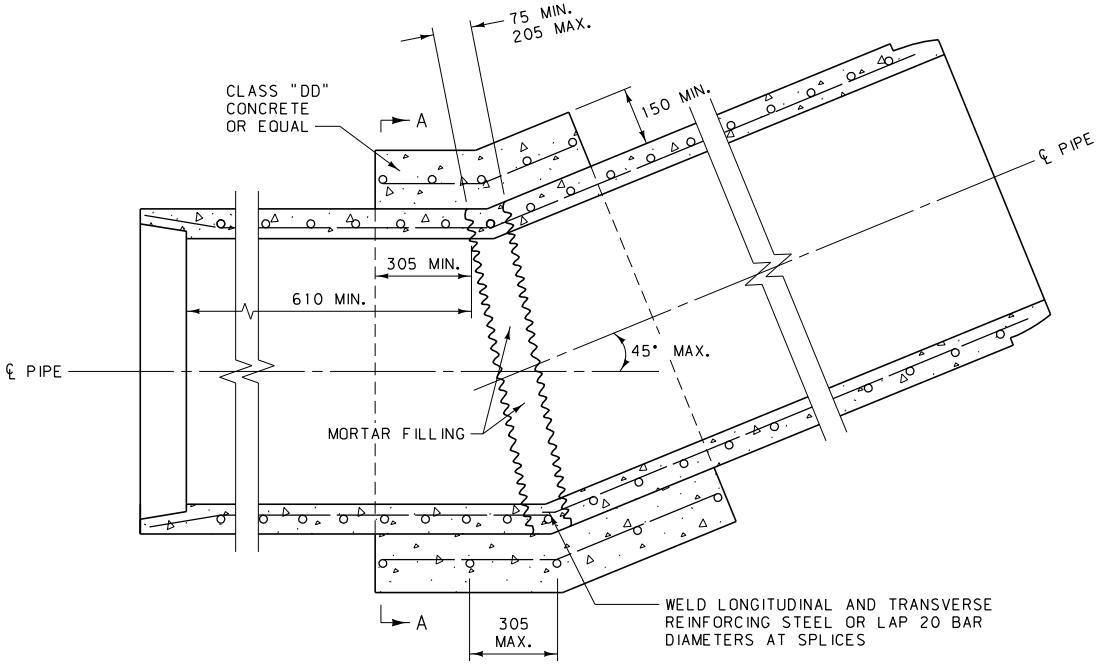 75 MIN.
205 MAX.
CLASS "DD"
CONCRETE
OR EQUAL
A
150 MIN.
℄ PIPE
305 MIN.
610 MIN.
45° MAX.
℄ PIPE
MORTAR FILLING
A
305
MAX.
WELD LONGITUDINAL AND TRANSVERSE
REINFORCING STEEL OR LAP 20 BAR
DIAMETERS AT SPLICES